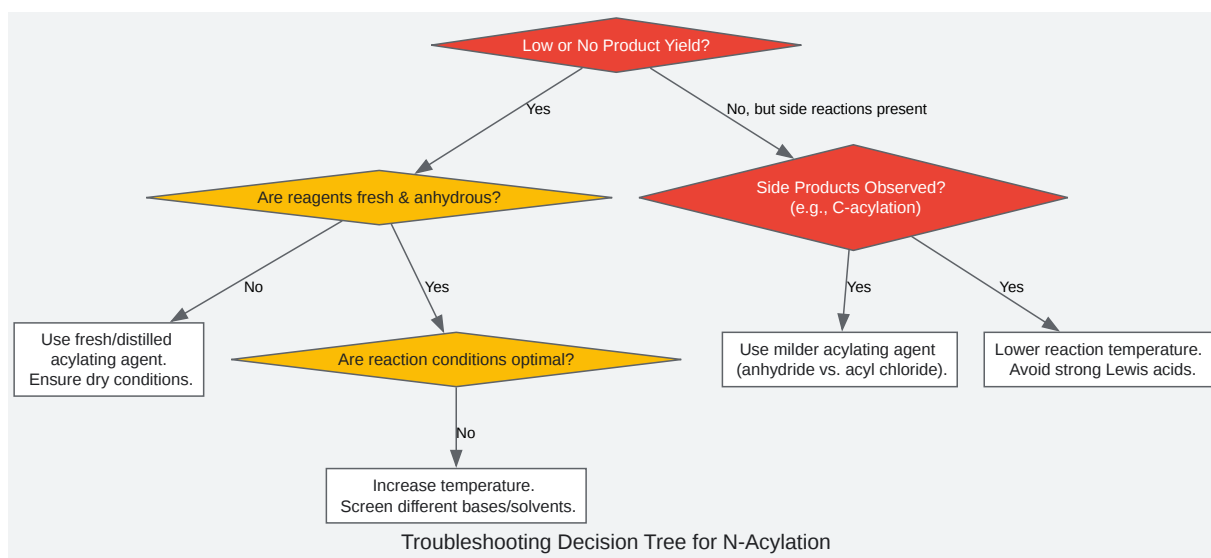 Low or No Product Yield?
Yes
No, but side reactions present
Are reagents fresh & anhydrous?
Side Products Observed?
(e.g., C-acylation)
No
Yes
Yes
Yes
Use fresh/distilled
acylating agent.
Ensure dry conditions.
Are reaction conditions optimal?
Use milder acylating agent
(anhydride vs. acyl chloride).
Lower reaction temperature.
Avoid strong Lewis acids.
No
Increase temperature.
Screen different bases/solvents.
Troubleshooting Decision Tree for N-Acylation